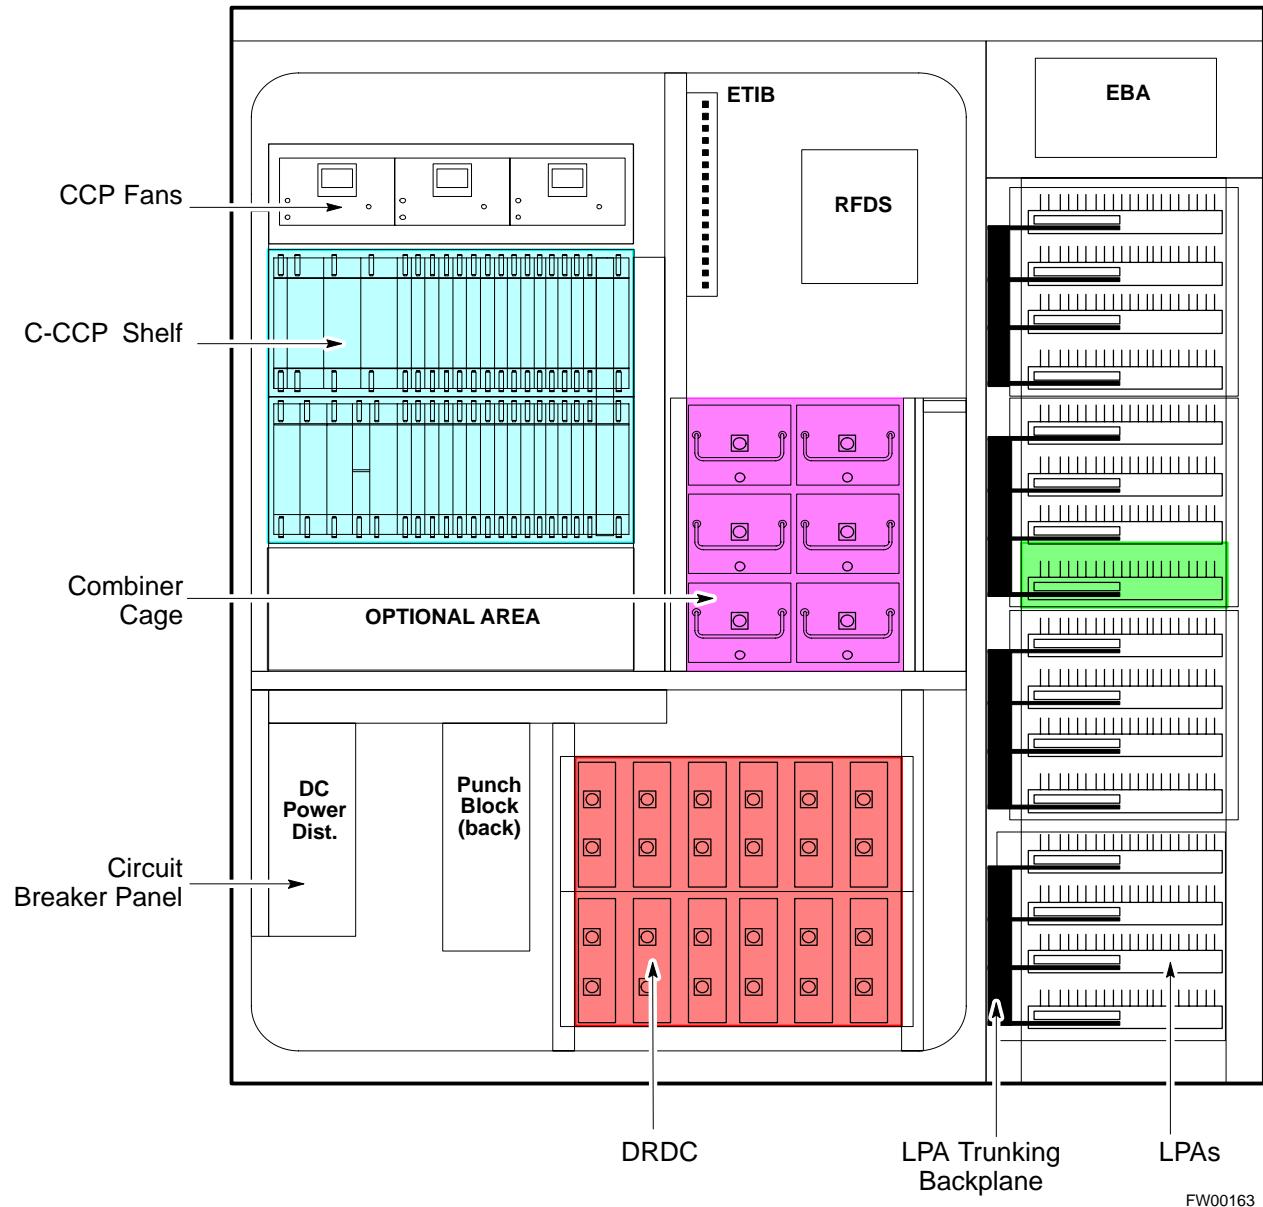 ETIB
EBA
CCP Fans
RFDS
C-CCP Shelf
Combiner
Cage
OPTIONAL AREA
DC
Power
Dist.
Punch
Block
(back)
Circuit
Breaker Panel
DRDC
LPA Trunking
Backplane
LPAs
FW00163